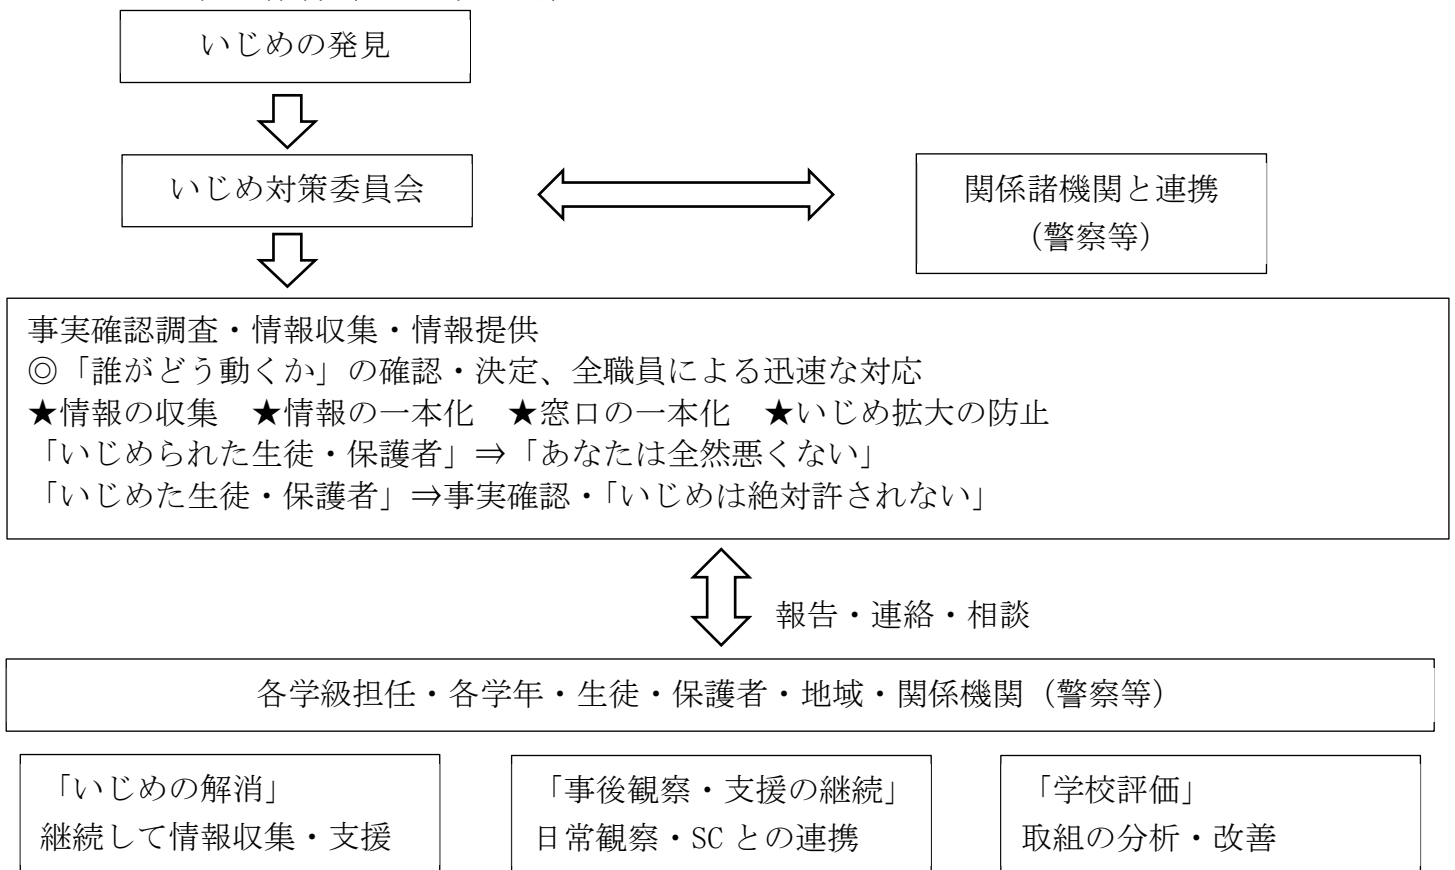 いじめの発見
いじめ対策委員会
関係諸機関と連携
（警察等）
事実確認調査・情報収集・情報提供
◎「誰がどう動くか」の確認・決定、全職員による迅速な対応
★情報の収集　★情報の一本化　★窓口の一本化　★いじめ拡大の防止
「いじめられた生徒・保護者」⇒「あなたは全然悪くない」
「いじめた生徒・保護者」⇒事実確認・「いじめは絶対許されない」
報告・連絡・相談
各学級担任・各学年・生徒・保護者・地域・関係機関（警察等）
「いじめの解消」
継続して情報収集・支援
「事後観察・支援の継続」
日常観察・SCとの連携
「学校評価」
取組の分析・改善